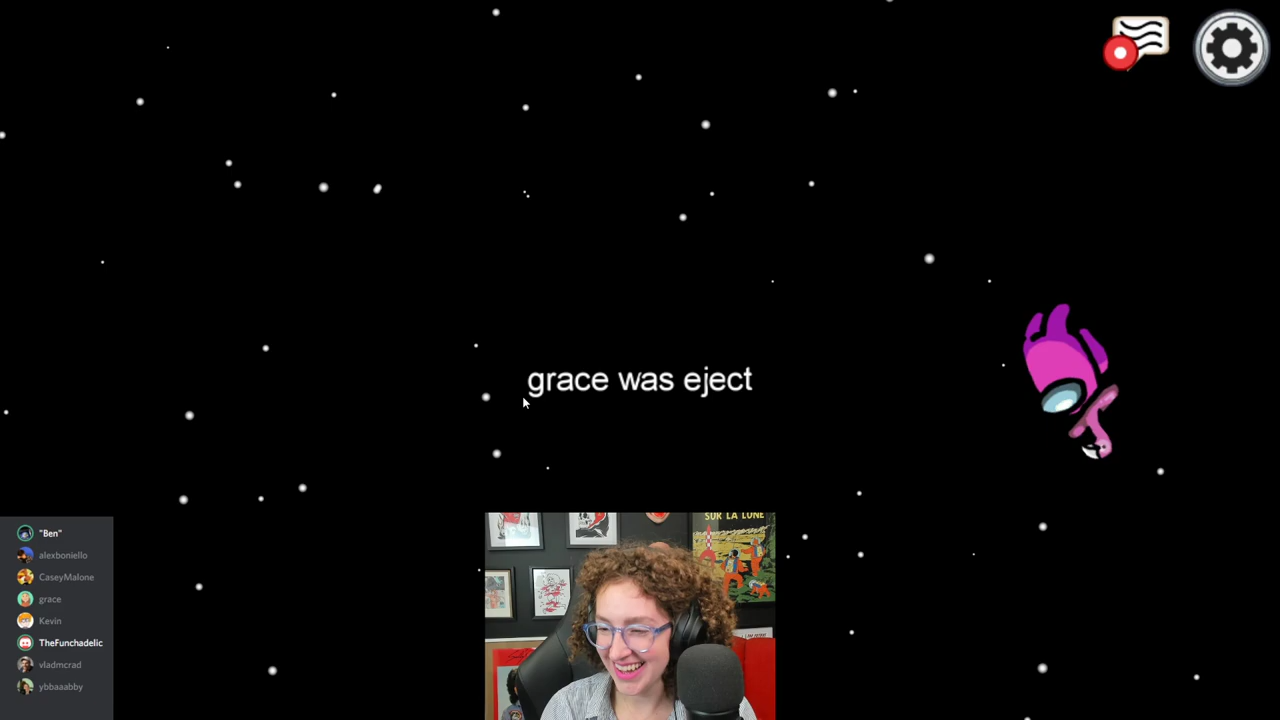 grace was eject
"Ben"
alexboniello
CaseyMalone
grace
Kevin
TheFunchadelic
vladmcrad
ybbaaabby
SUR LA LUNE